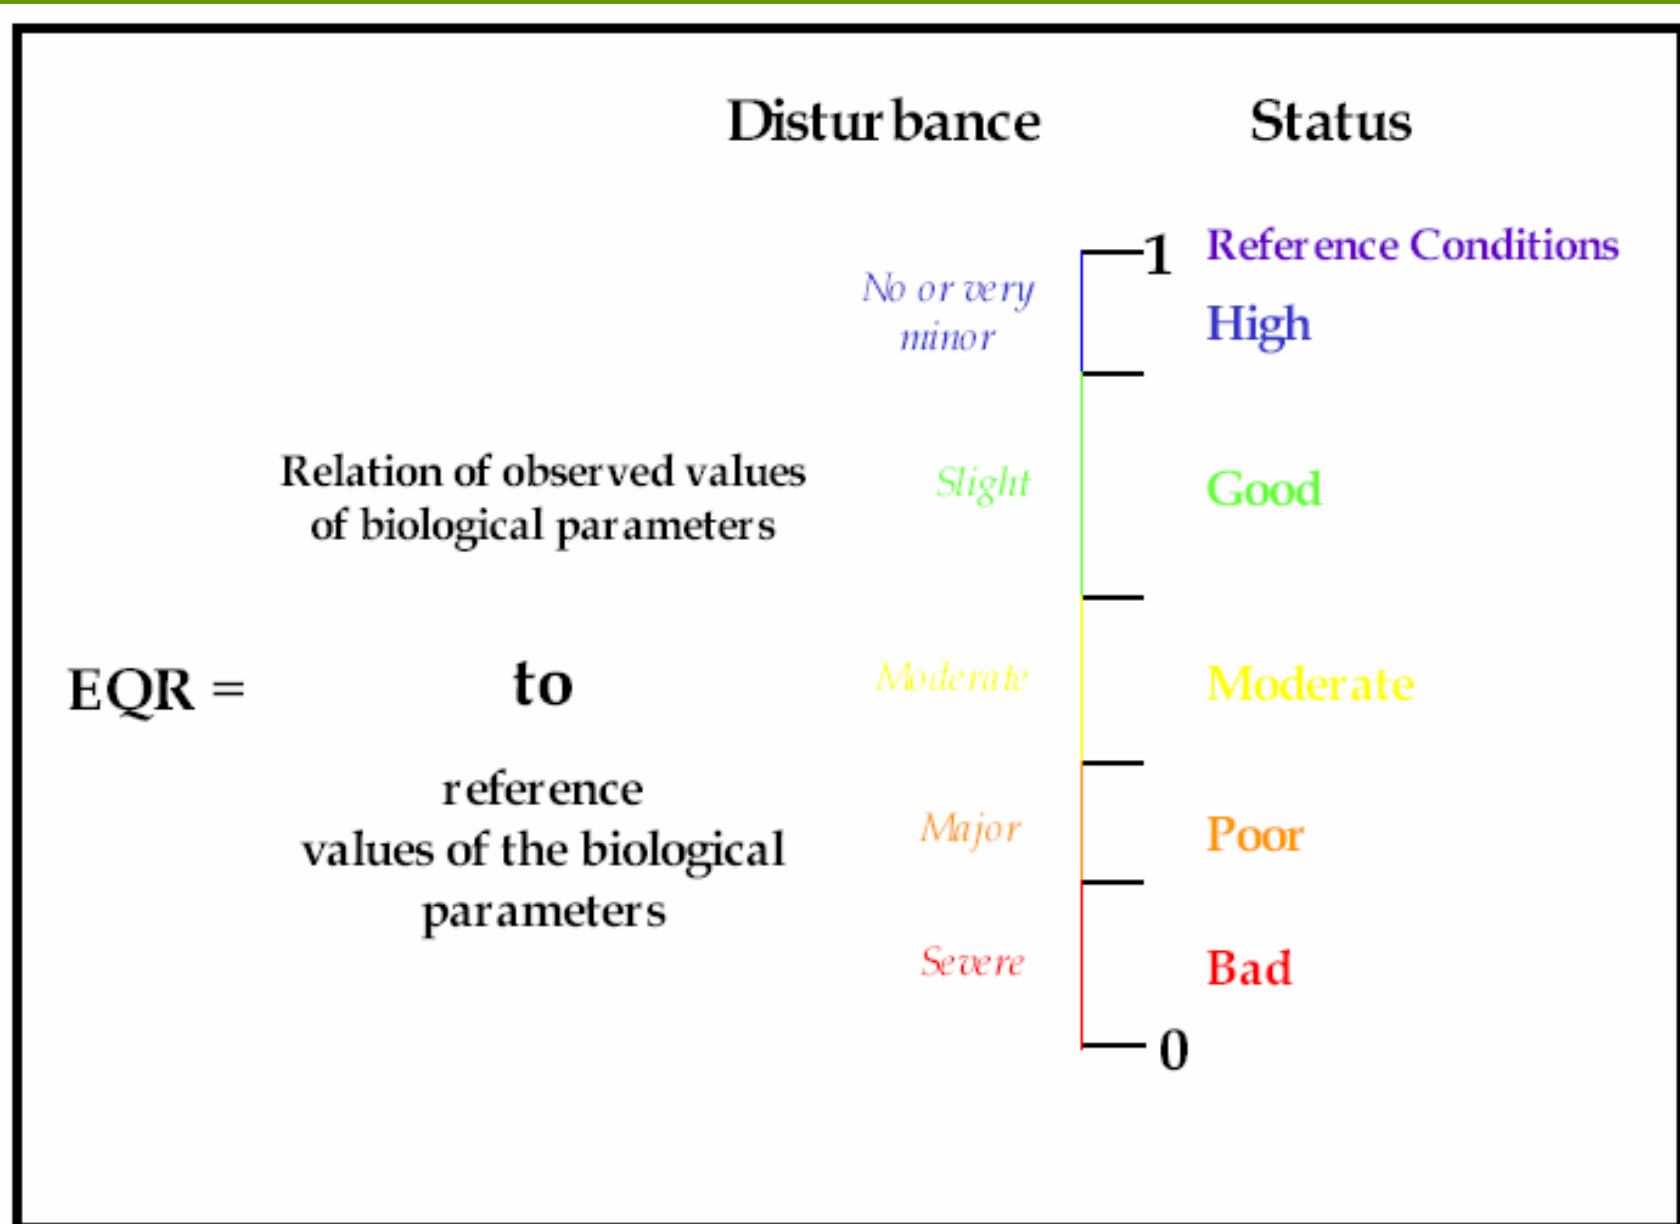 Disturbance Status
1 Reference Conditions
No or very
minor
High
Relation of observed values
of biological parameters
Slight
Good
EQR =
to
Moderate
Moderate
reference
values of the biological
parameters
Major
Poor
Severe
Bad
0